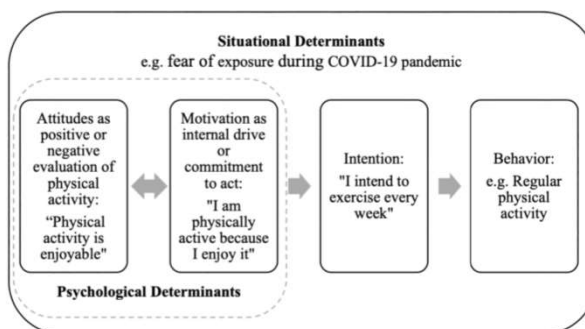 Situational Determinants
e.g. fear of exposure during COVID-19 pandemic
Attitudes as
positive or
negative
evaluation of
physical
activity:
“Physical
activity is
enjoyable"
Motivation as
internal drive
or
commitment
to act:
"I am
physically
active because
I enjoy it"
Intention:
"I intend to
exercise every
week"
Behavior:
e.g. Regular
physical
activity
Psychological Determinants